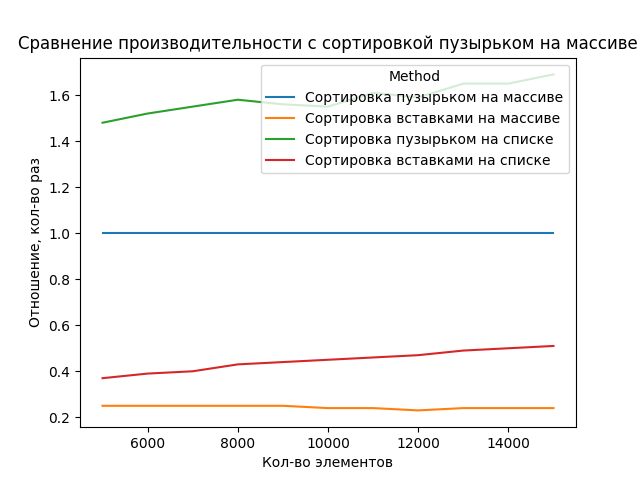 Сравнение производительности с сортировкой пузырьком на массиве
Method
Сортировка пузырьком на массиве
Сортировка вставками на массиве
Сортировка пузырьком на списке
Сортировка вставками на списке
Отношение, кол-во раз
1.6
1.4
1.2
1.0
0.8
0.6
0.4
0.2
6000
8000
10000
12000
14000
Кол-во элементов